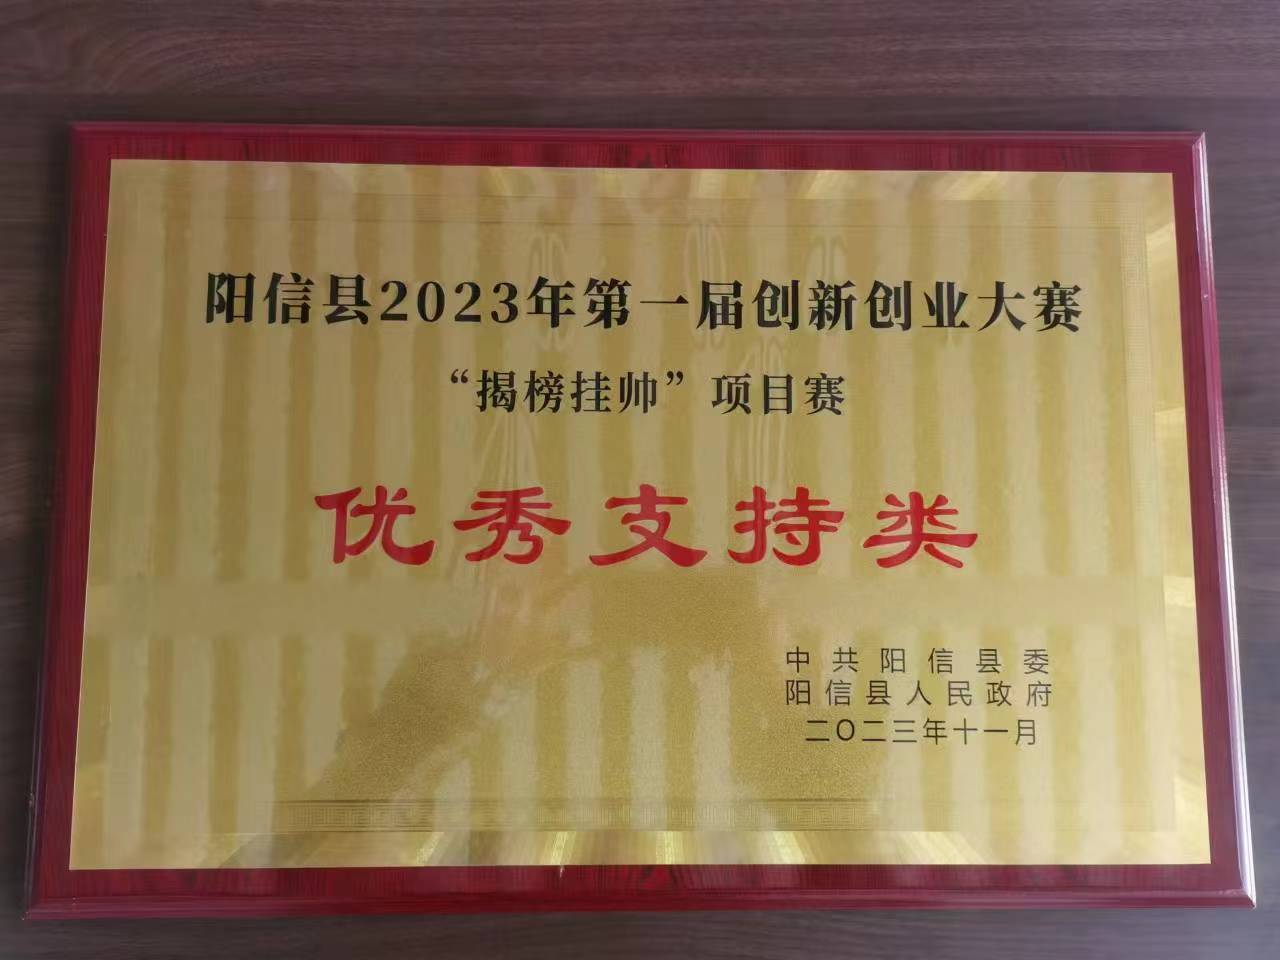 阳信县2023年第一届创新创业大赛
“揭榜挂帅”项目赛
优秀支持类
中共阳信县委
阳信县人民政府
二〇二三年十一月